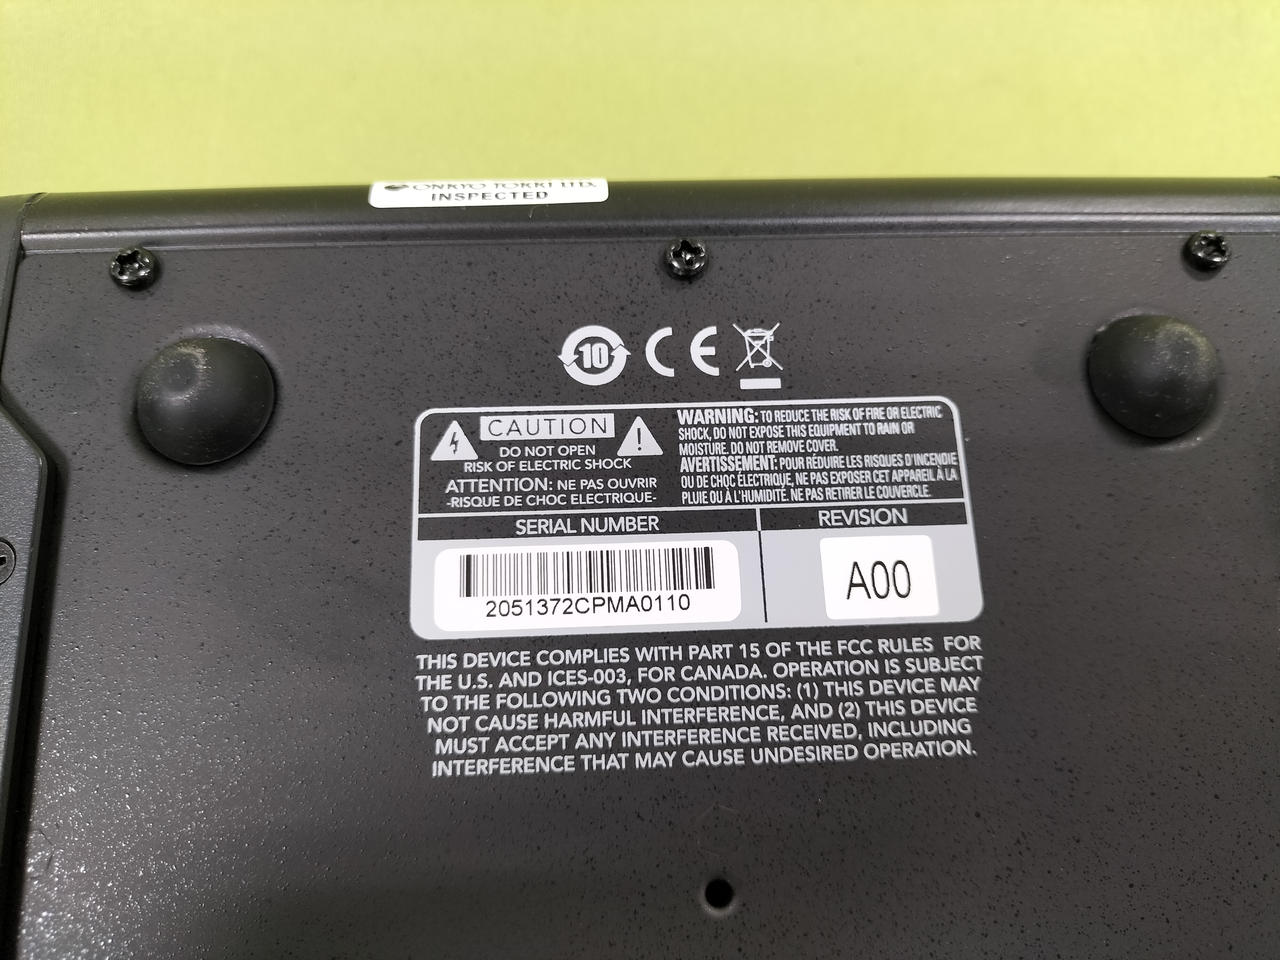 ONKYO TOKKI LTD.
INSPECTED
10 CE
CAUTION
DO NOT OPEN
RISK OF ELECTRIC SHOCK
ATTENTION: NE PAS OUVRIR
-RISQUE DE CHOC ELECTRIQUE-
WARNING: TO REDUCE THE RISK OF FIRE OR ELECTRIC
SHOCK, DO NOT EXPOSE THIS EQUIPMENT TO RAIN OR
MOISTURE. DO NOT REMOVE COVER.
AVERTISSEMENT: POUR RÉDUIRE LES RISQUES D'INCENDIE
OU DE CHOC ÉLECTRIQUE, NE PAS EXPOSER CET APPAREIL À LA
PLUIE OU À L'HUMIDITÉ. NE PAS RETIRER LE COUVERCLE.
SERIAL NUMBER
2051372CPMA0110
REVISION
A00
THIS DEVICE COMPLIES WITH PART 15 OF THE FCC RULES FOR
THE U.S. AND ICES-003, FOR CANADA. OPERATION IS SUBJECT
TO THE FOLLOWING TWO CONDITIONS: (1) THIS DEVICE MAY
NOT CAUSE HARMFUL INTERFERENCE, AND (2) THIS DEVICE
MUST ACCEPT ANY INTERFERENCE RECEIVED, INCLUDING
INTERFERENCE THAT MAY CAUSE UNDESIRED OPERATION.